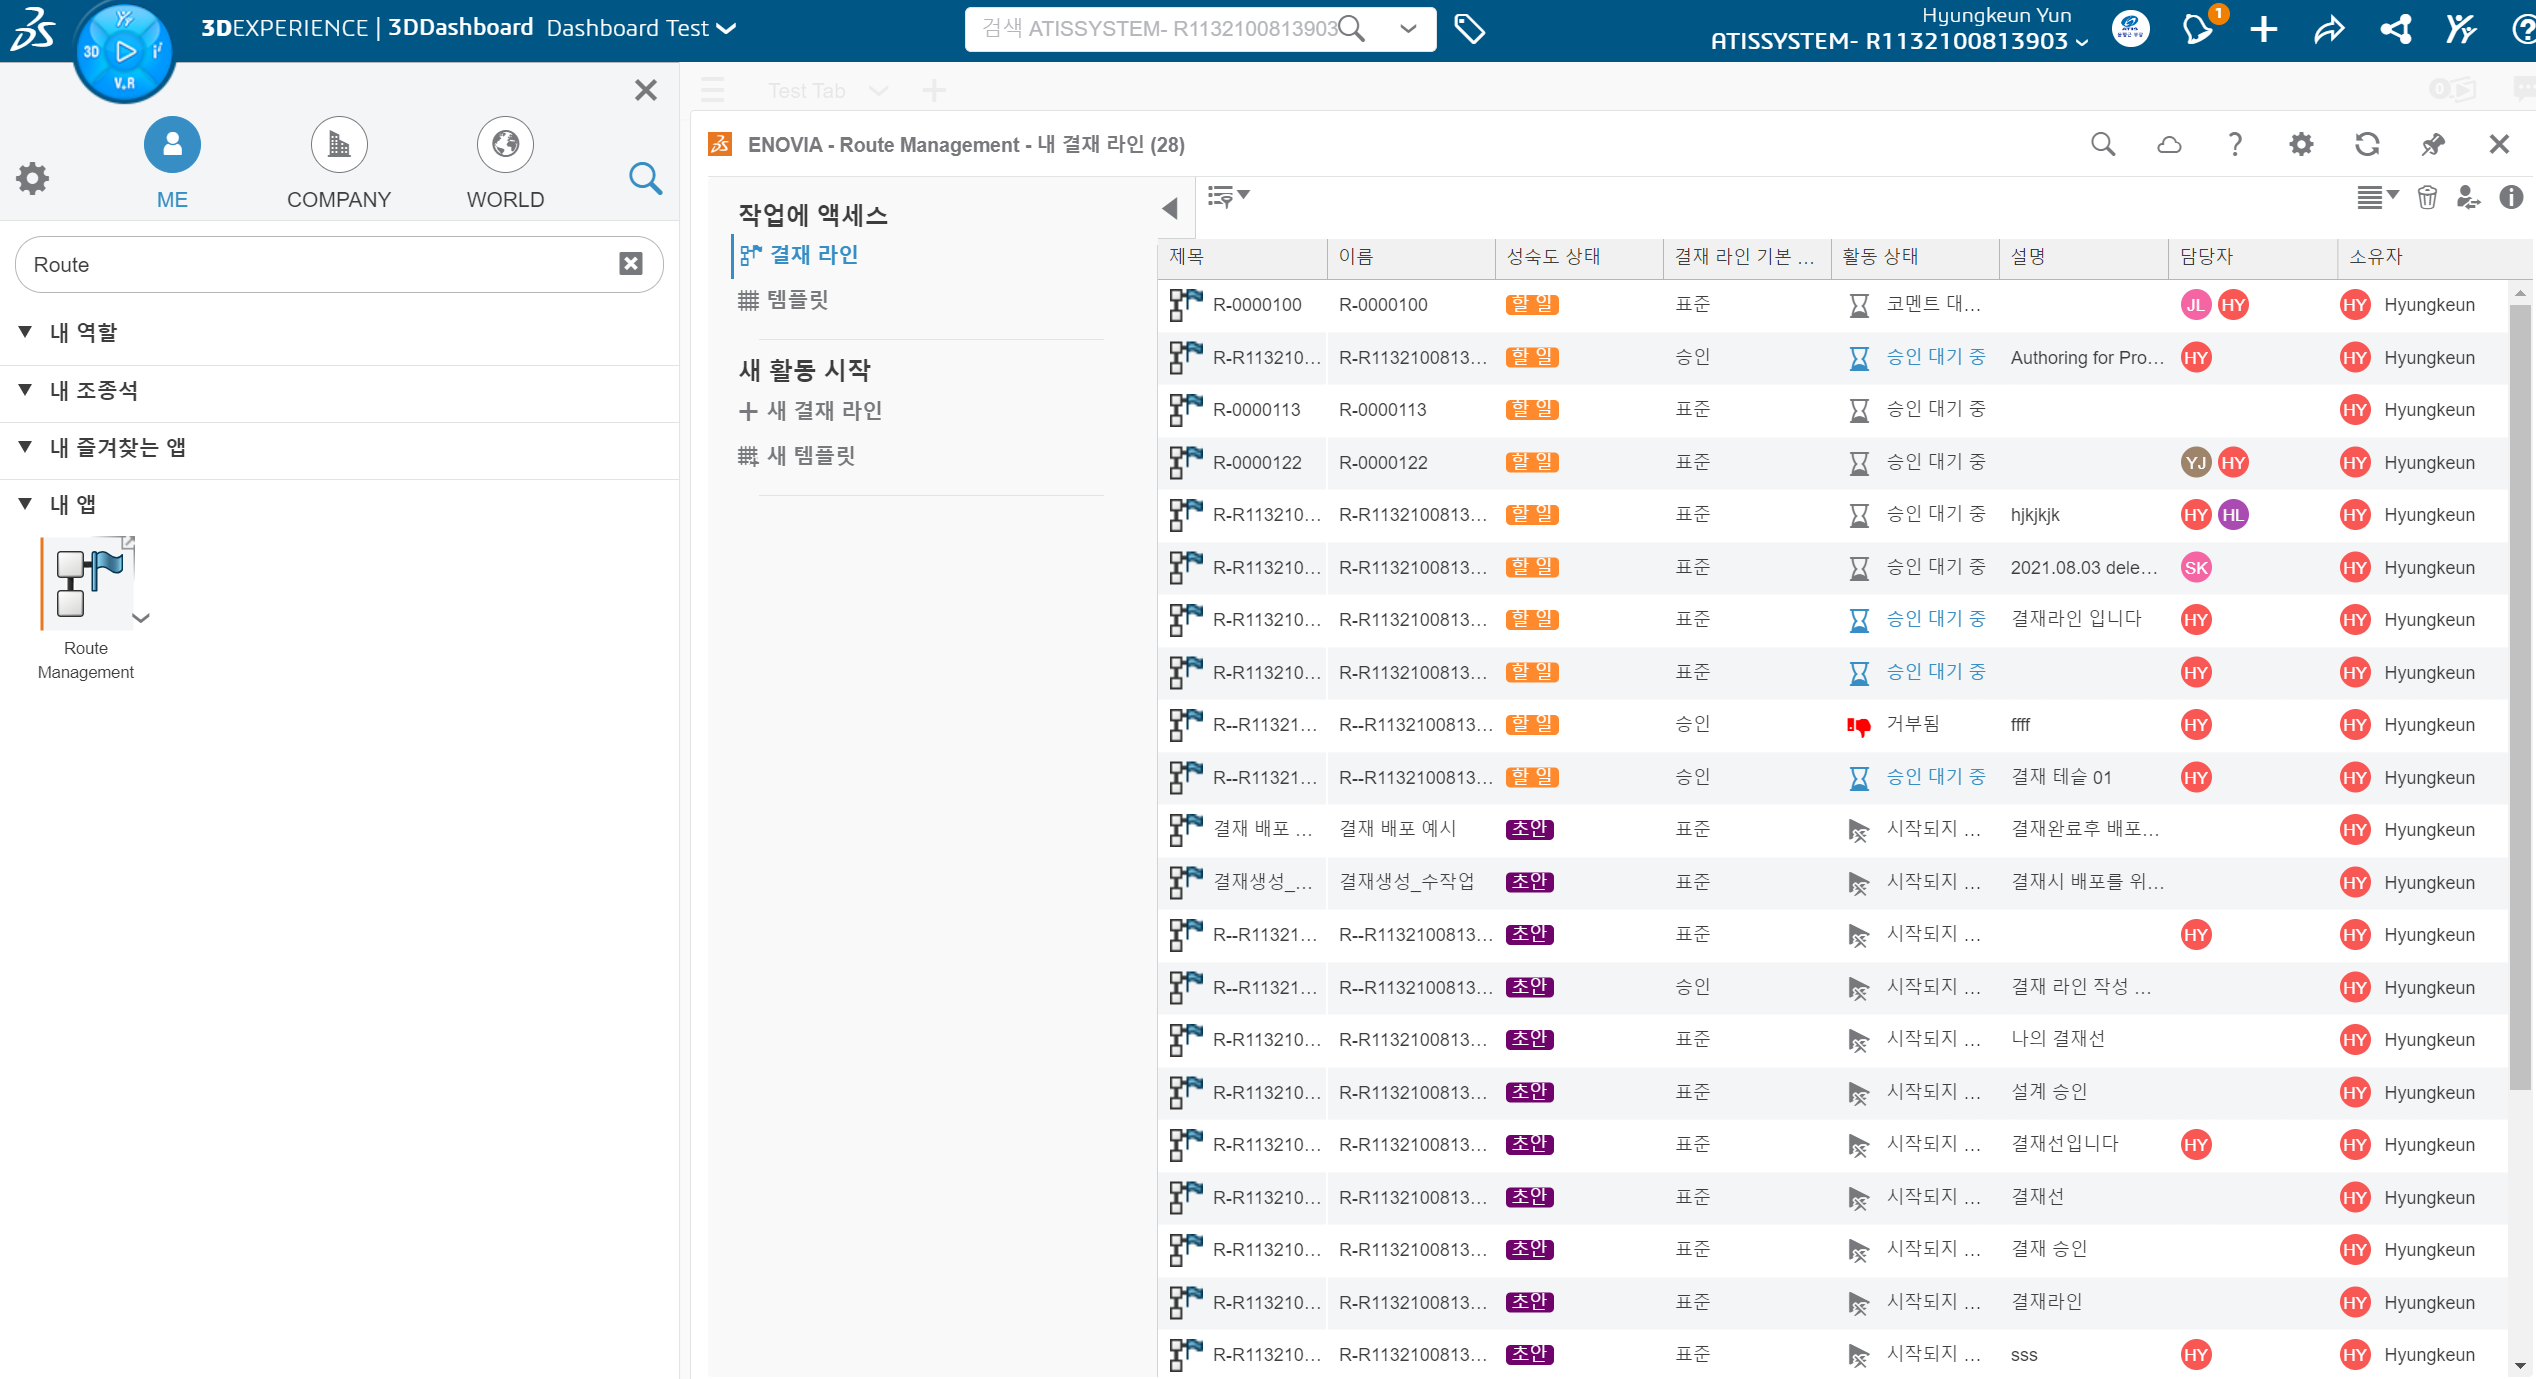 3DEXPERIENCE | 3DDashboard Dashboard Test
검색 ATISSYSTEM- R1132100813903
Hyungkeun Yun
ATISSYSTEM- R1132100813903
1
3D
V.R
ME
COMPANY
WORLD
Route
내 역할
내 조종석
내 즐겨찾는 앱
내 앱
Route
Management
Test Tab
0
ENOVIA - Route Management - 내 결재 라인 (28)
작업에 액세스
결재 라인
템플릿
새 활동 시작
새 결재 라인
새 템플릿
제목 이름 성숙도 상태 결재 라인 기본 ... 활동 상태 설명 담당자 소유자
R-0000100 R-0000100 할 일 표준 코멘트 대... JL HY HY Hyungkeun
R-R113210... R-R1132100813... 할 일 승인 승인 대기 중 Authoring for Pro... HY HY Hyungkeun
R-0000113 R-0000113 할 일 표준 승인 대기 중 HY Hyungkeun
R-0000122 R-0000122 할 일 표준 승인 대기 중 YJ HY HY Hyungkeun
R-R113210... R-R1132100813... 할 일 표준 승인 대기 중 hjkjkjk HY HL HY Hyungkeun
R-R113210... R-R1132100813... 할 일 표준 승인 대기 중 2021.08.03 dele... SK HY Hyungkeun
R-R113210... R-R1132100813... 할 일 표준 승인 대기 중 결재라인 입니다 HY HY Hyungkeun
R-R113210... R-R1132100813... 할 일 표준 승인 대기 중 HY HY Hyungkeun
R--R11321... R--R1132100813... 할 일 승인 거부됨 ffff HY HY Hyungkeun
R--R11321... R--R1132100813... 할 일 승인 승인 대기 중 결재 테슽 01 HY HY Hyungkeun
결재 배포 ... 결재 배포 예시 초안 표준 시작되지 ... 결재완료후 배포... HY Hyungkeun
결재생성_... 결재생성_수작업 초안 표준 시작되지 ... 결재시 배포를 위... HY Hyungkeun
R--R11321... R--R1132100813... 초안 표준 시작되지 ... HY HY Hyungkeun
R--R11321... R--R1132100813... 초안 승인 시작되지 ... 결재 라인 작성 ... HY Hyungkeun
R-R113210... R-R1132100813... 초안 표준 시작되지 ... 나의 결재선 HY Hyungkeun
R-R113210... R-R1132100813... 초안 표준 시작되지 ... 설계 승인 HY Hyungkeun
R-R113210... R-R1132100813... 초안 표준 시작되지 ... 결재선입니다 HY HY Hyungkeun
R-R113210... R-R1132100813... 초안 표준 시작되지 ... 결재선 HY Hyungkeun
R-R113210... R-R1132100813... 초안 표준 시작되지 ... 결재 승인 HY Hyungkeun
R-R113210... R-R1132100813... 초안 표준 시작되지 ... 결재라인 HY Hyungkeun
R-R113210... R-R1132100813... 초안 표준 시작되지 ... sss HY HY Hyungkeun